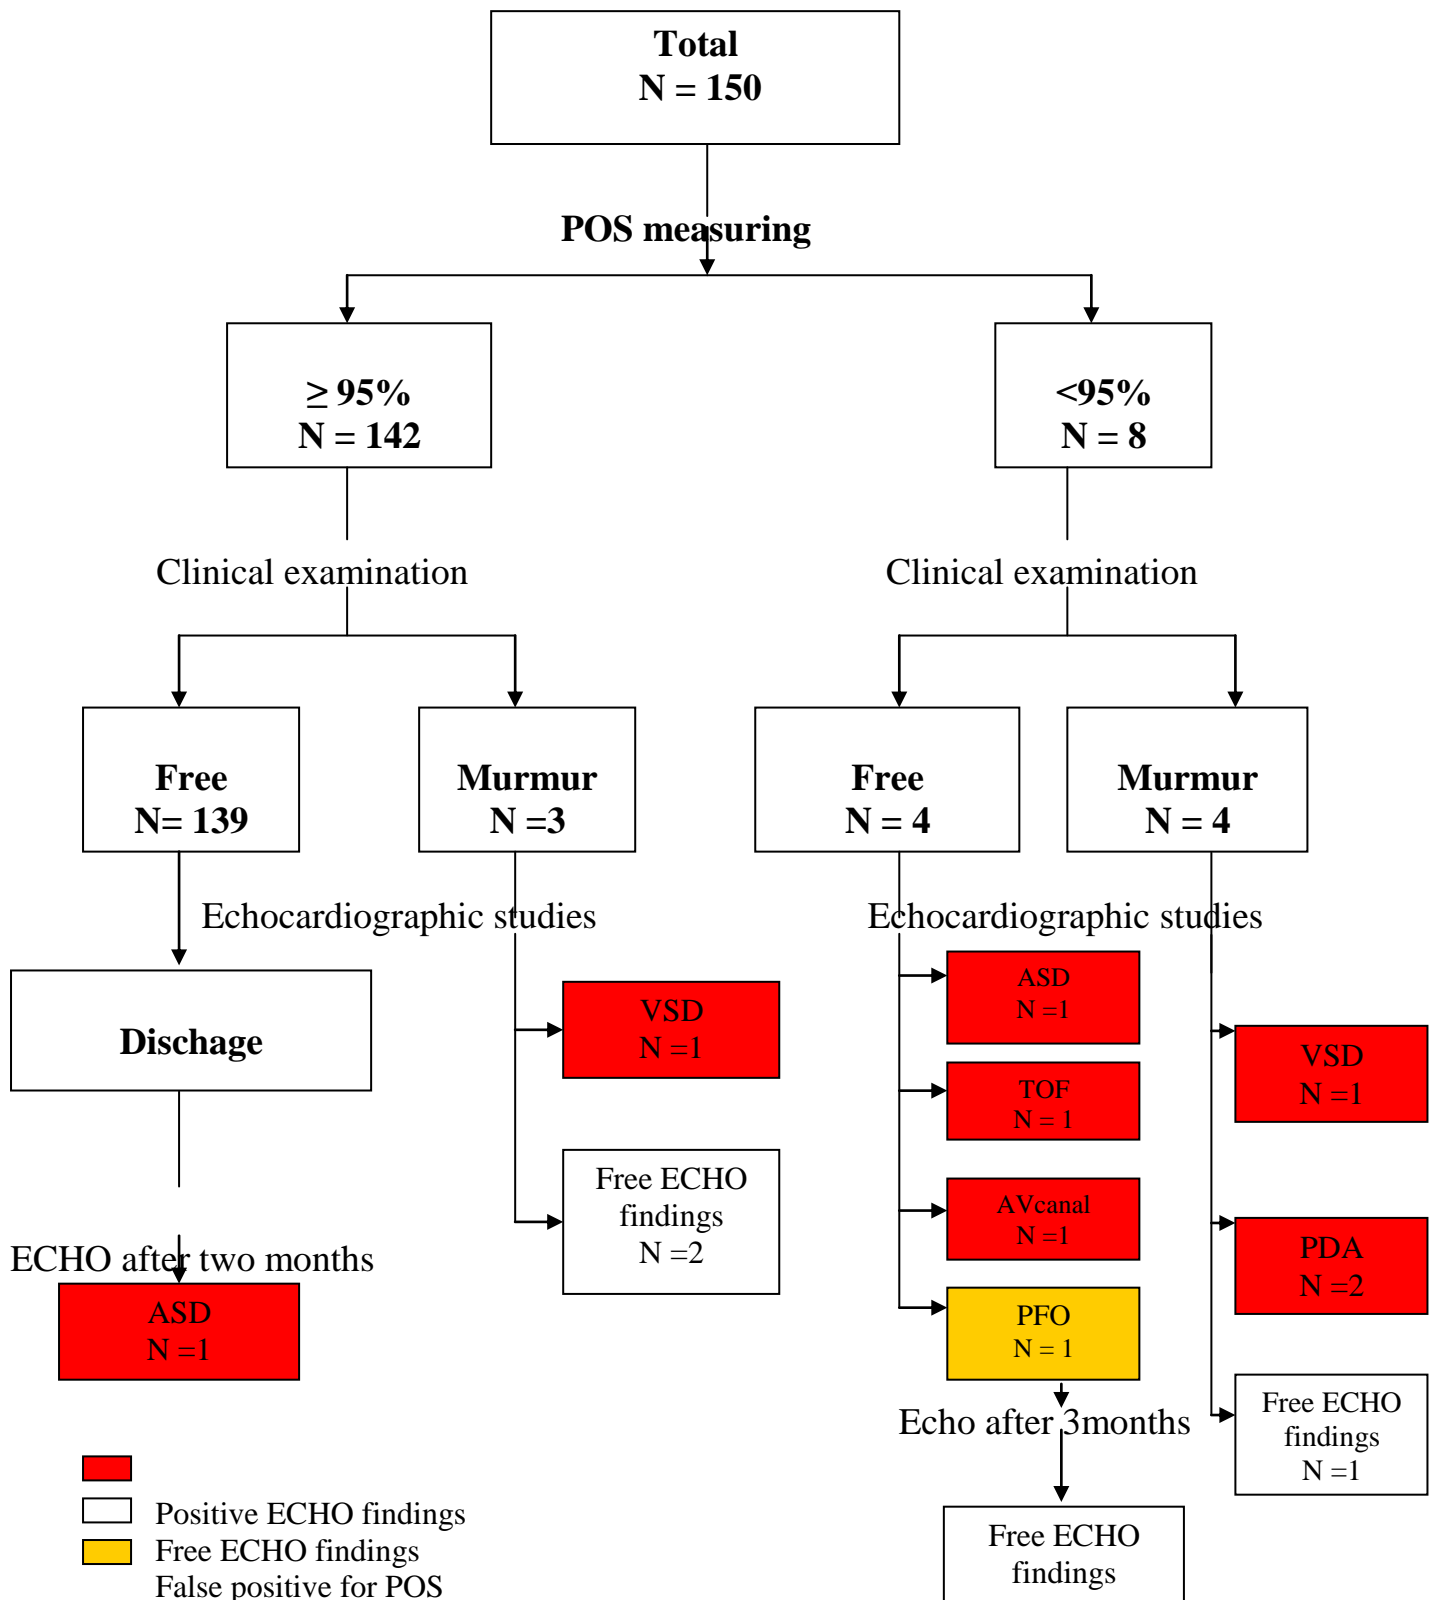 Total
N = 150
POS measuring
≥ 95%
N = 142
<95%
N = 8
Clinical examination
Clinical examination
Free
N= 139
Murmur
N =3
Free
N = 4
Murmur
N = 4
Echocardiographic studies
Echocardiographic studies
Dischage
VSD
N =1
Free ECHO
findings
N =2
ECHO after two months
ASD
N =1
ASD
N =1
TOF
N = 1
AVcanal
N =1
PFO
N = 1
Echo after 3months
Free ECHO
findings
VSD
N =1
PDA
N =2
Free ECHO
findings
N =1
Positive ECHO findings
Free ECHO findings
False positive for POS